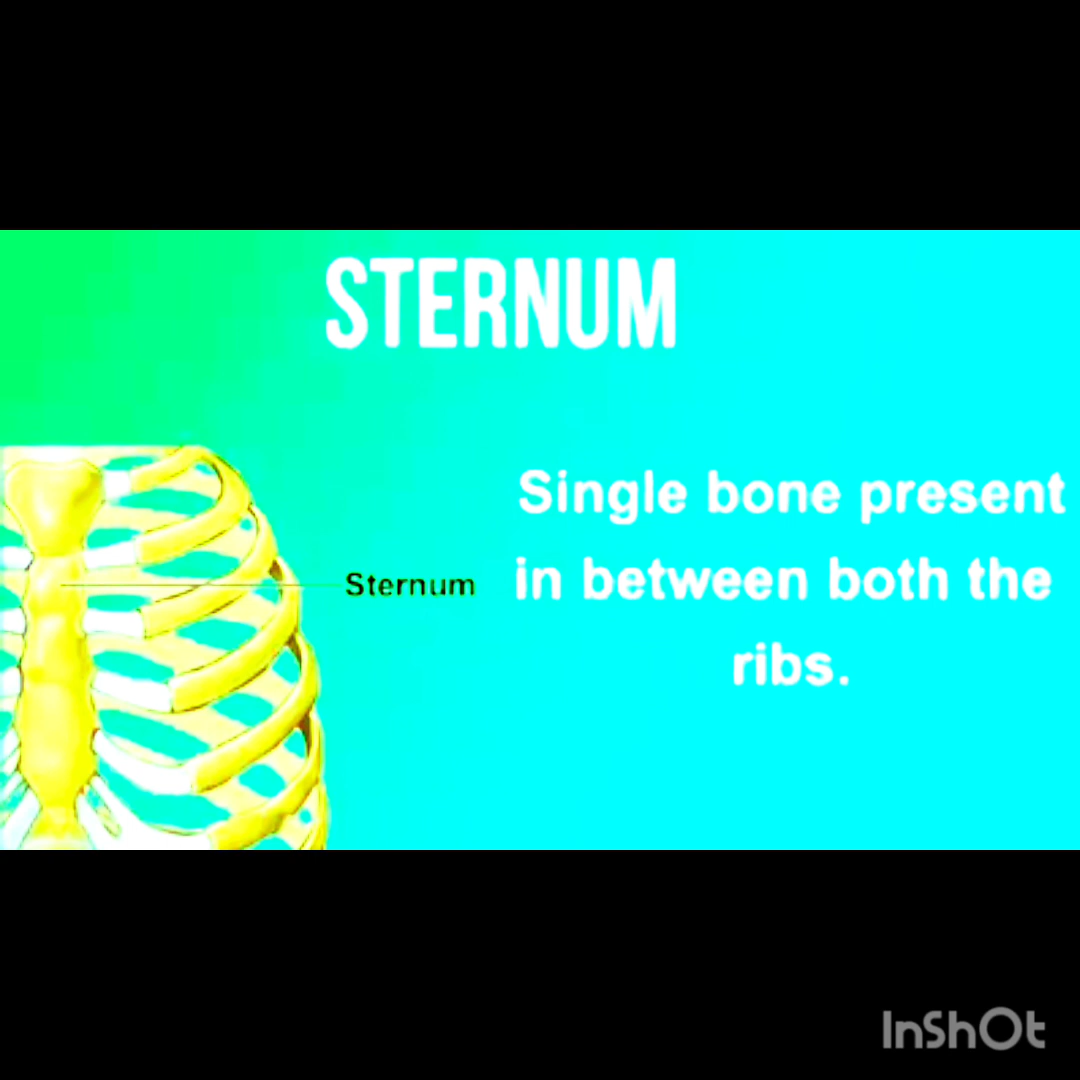 STERNUM
Single bone present
in between both the
ribs.
Sternum
InShOt